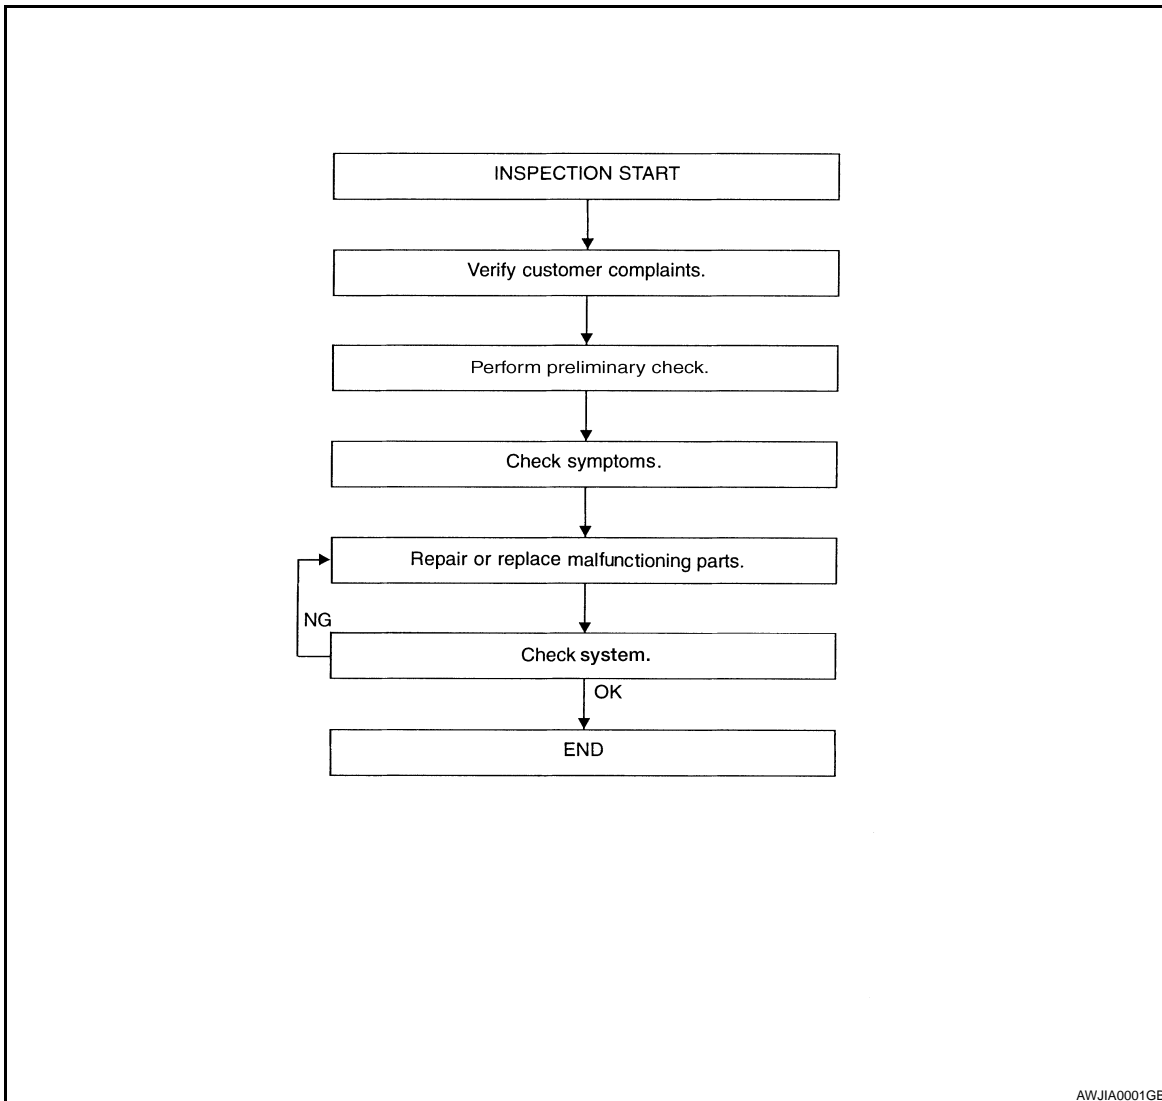 INSPECTION START
Verify customer complaints.
Perform preliminary check.
Check symptoms.
Repair or replace malfunctioning parts.
NG
Check system.
OK
END
AWJIA0001GE